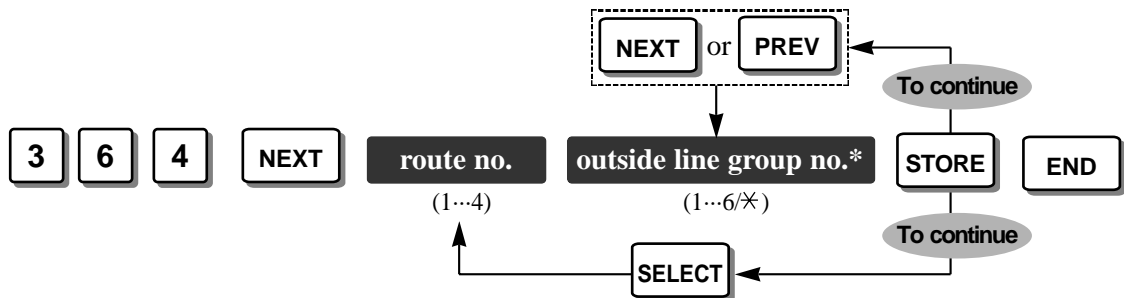 NEXT or PREV
To continue
3 6 4 NEXT route no. outside line group no.* STORE END
(1···4) (1···6/✳)
To continue
SELECT